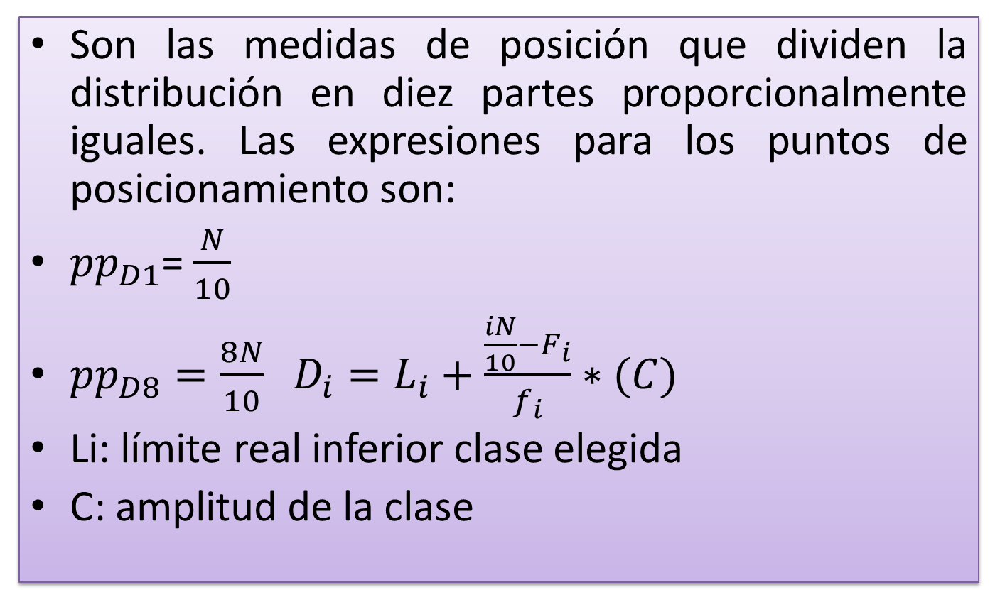 • Son las medidas de posición que dividen la
distribución en diez partes proporcionalmente
iguales. Las expresiones para los puntos de
posicionamiento son:
• $pp_{D1}=\frac{N}{10}$
• $pp_{D8}=\frac{8N}{10}$ $D_i=L_i+\frac{\frac{iN}{10}-F_i}{f_i}*(C)$
• Li: límite real inferior clase elegida
• C: amplitud de la clase